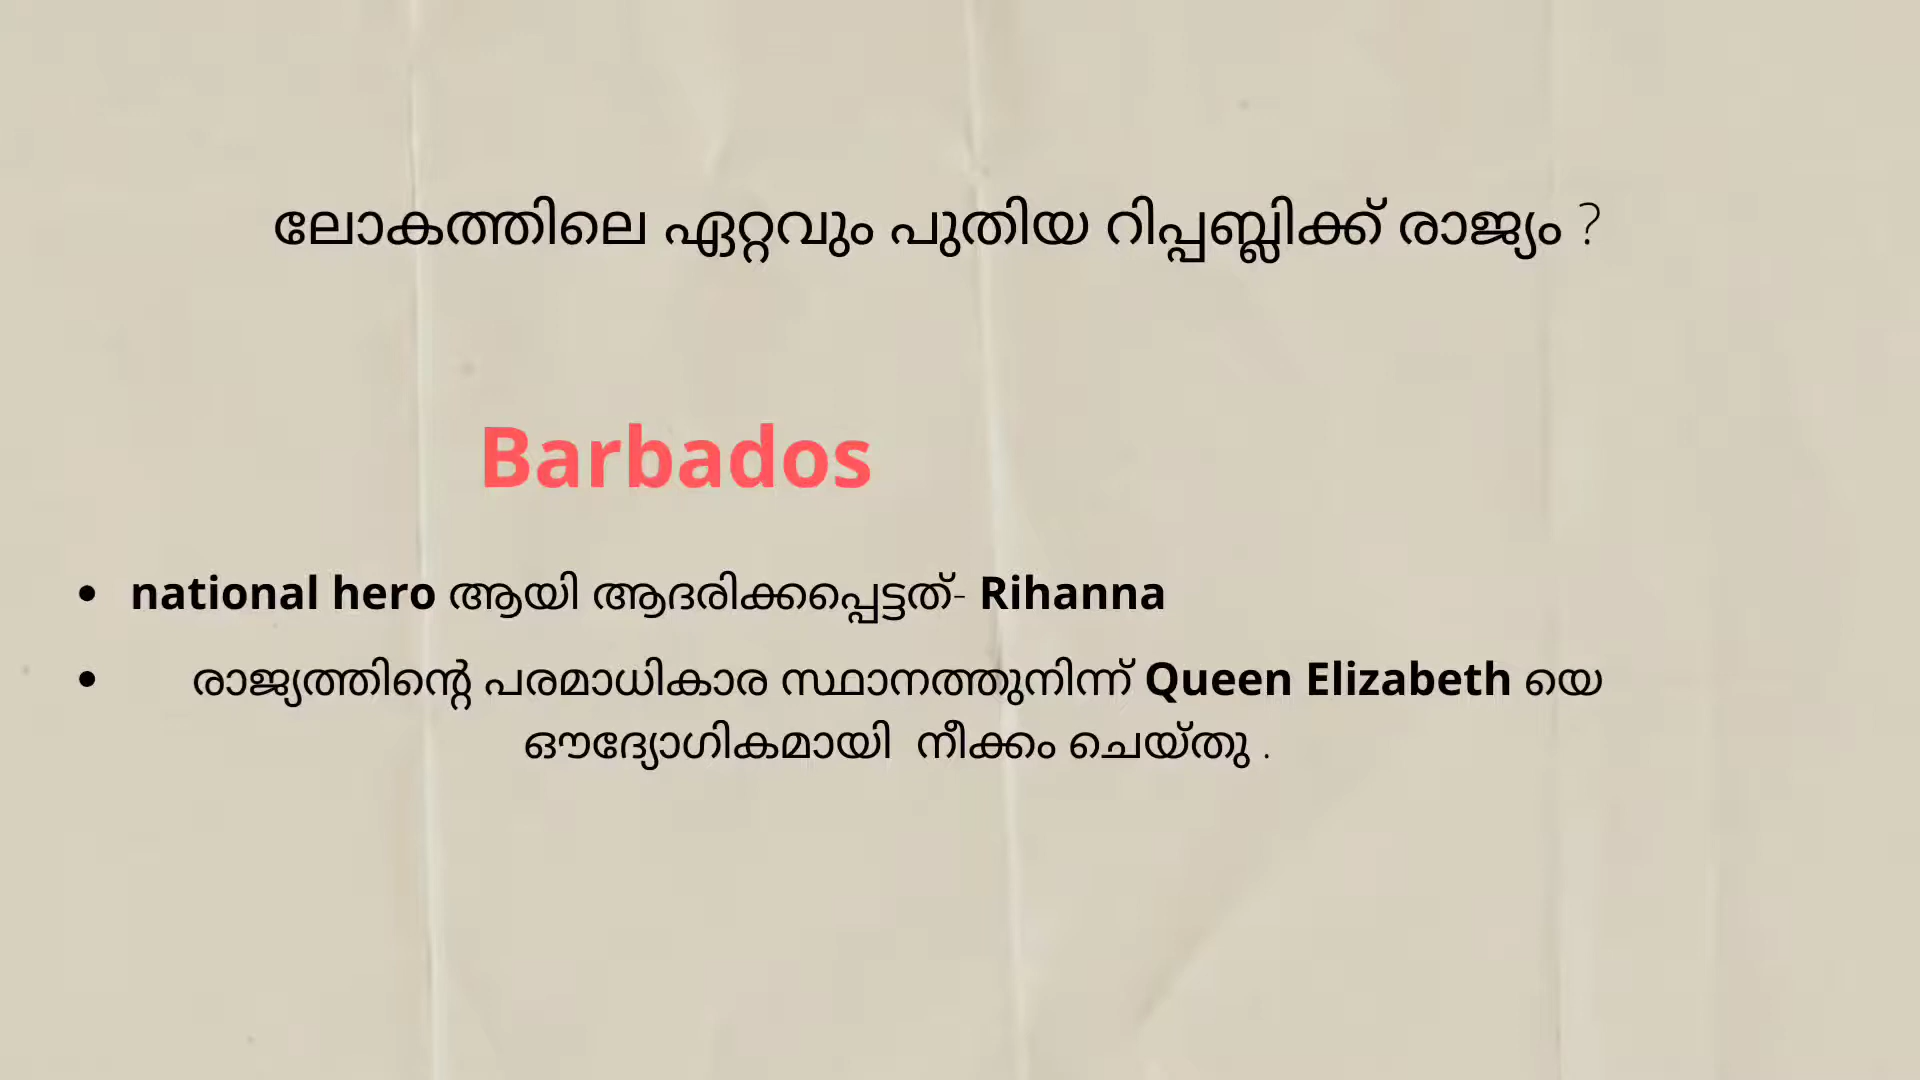 ലോകത്തിലെ ഏറ്റവും പുതിയ റിപ്പബ്ലിക്ക് രാജ്യം ?
Barbados
• national hero ആയി ആദരിക്കപ്പെട്ടത്- Rihanna
• രാജ്യത്തിന്റെ പരമാധികാര സ്ഥാനത്തുനിന്ന് Queen Elizabeth യെ
ഔദ്യോഗികമായി നീക്കം ചെയ്തു .